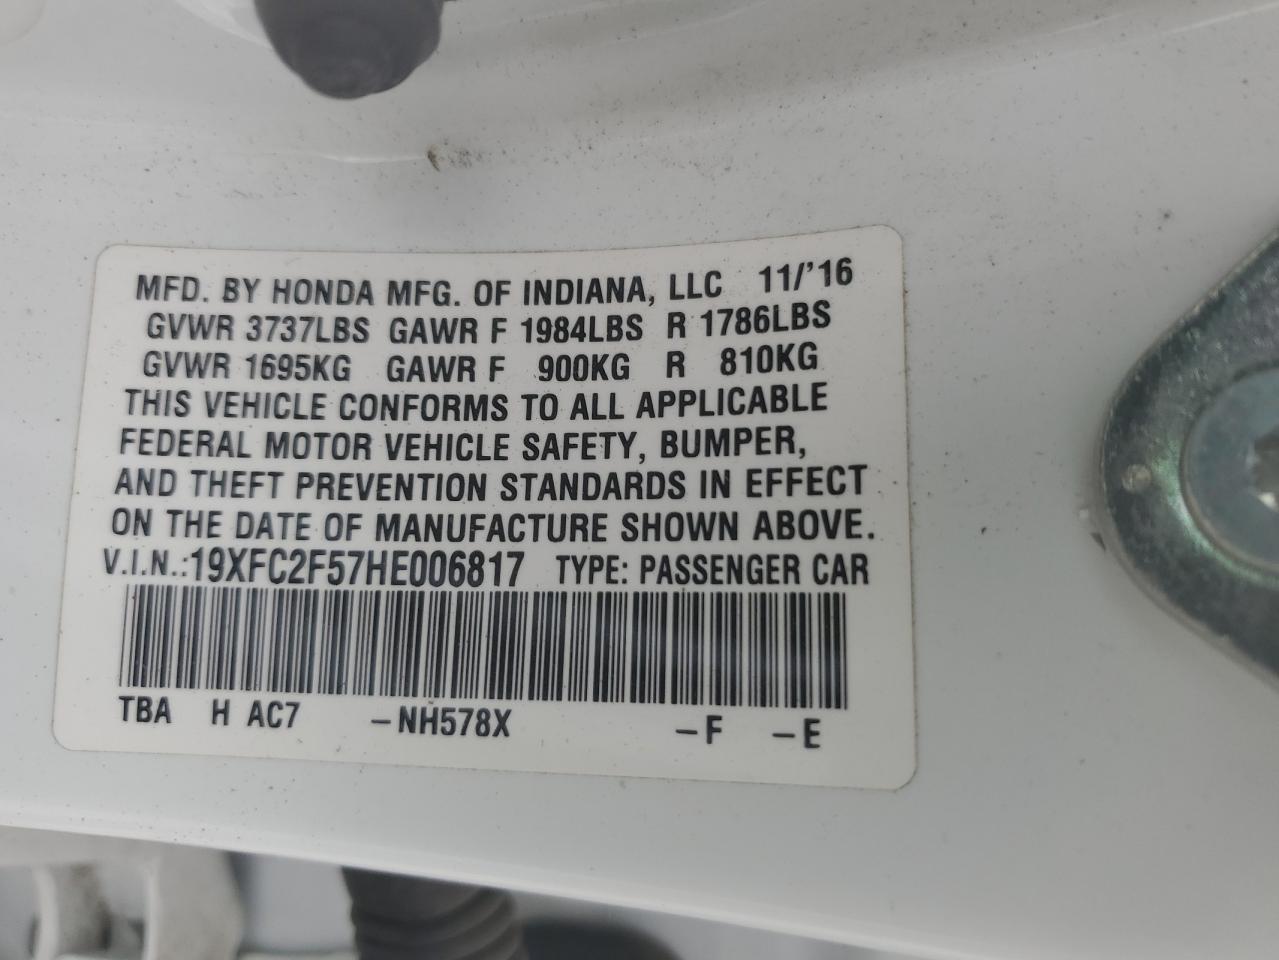 MFD. BY HONDA MFG. OF INDIANA, LLC 11/'16
GVWR 3737LBS GAWR F 1984LBS R 1786LBS
GVWR 1695KG GAWR F 900KG R 810KG
THIS VEHICLE CONFORMS TO ALL APPLICABLE
FEDERAL MOTOR VEHICLE SAFETY, BUMPER,
AND THEFT PREVENTION STANDARDS IN EFFECT
ON THE DATE OF MANUFACTURE SHOWN ABOVE.
V.I.N.:19XFC2F57HE006817 TYPE: PASSENGER CAR
TBA H AC7 –NH578X –F –E